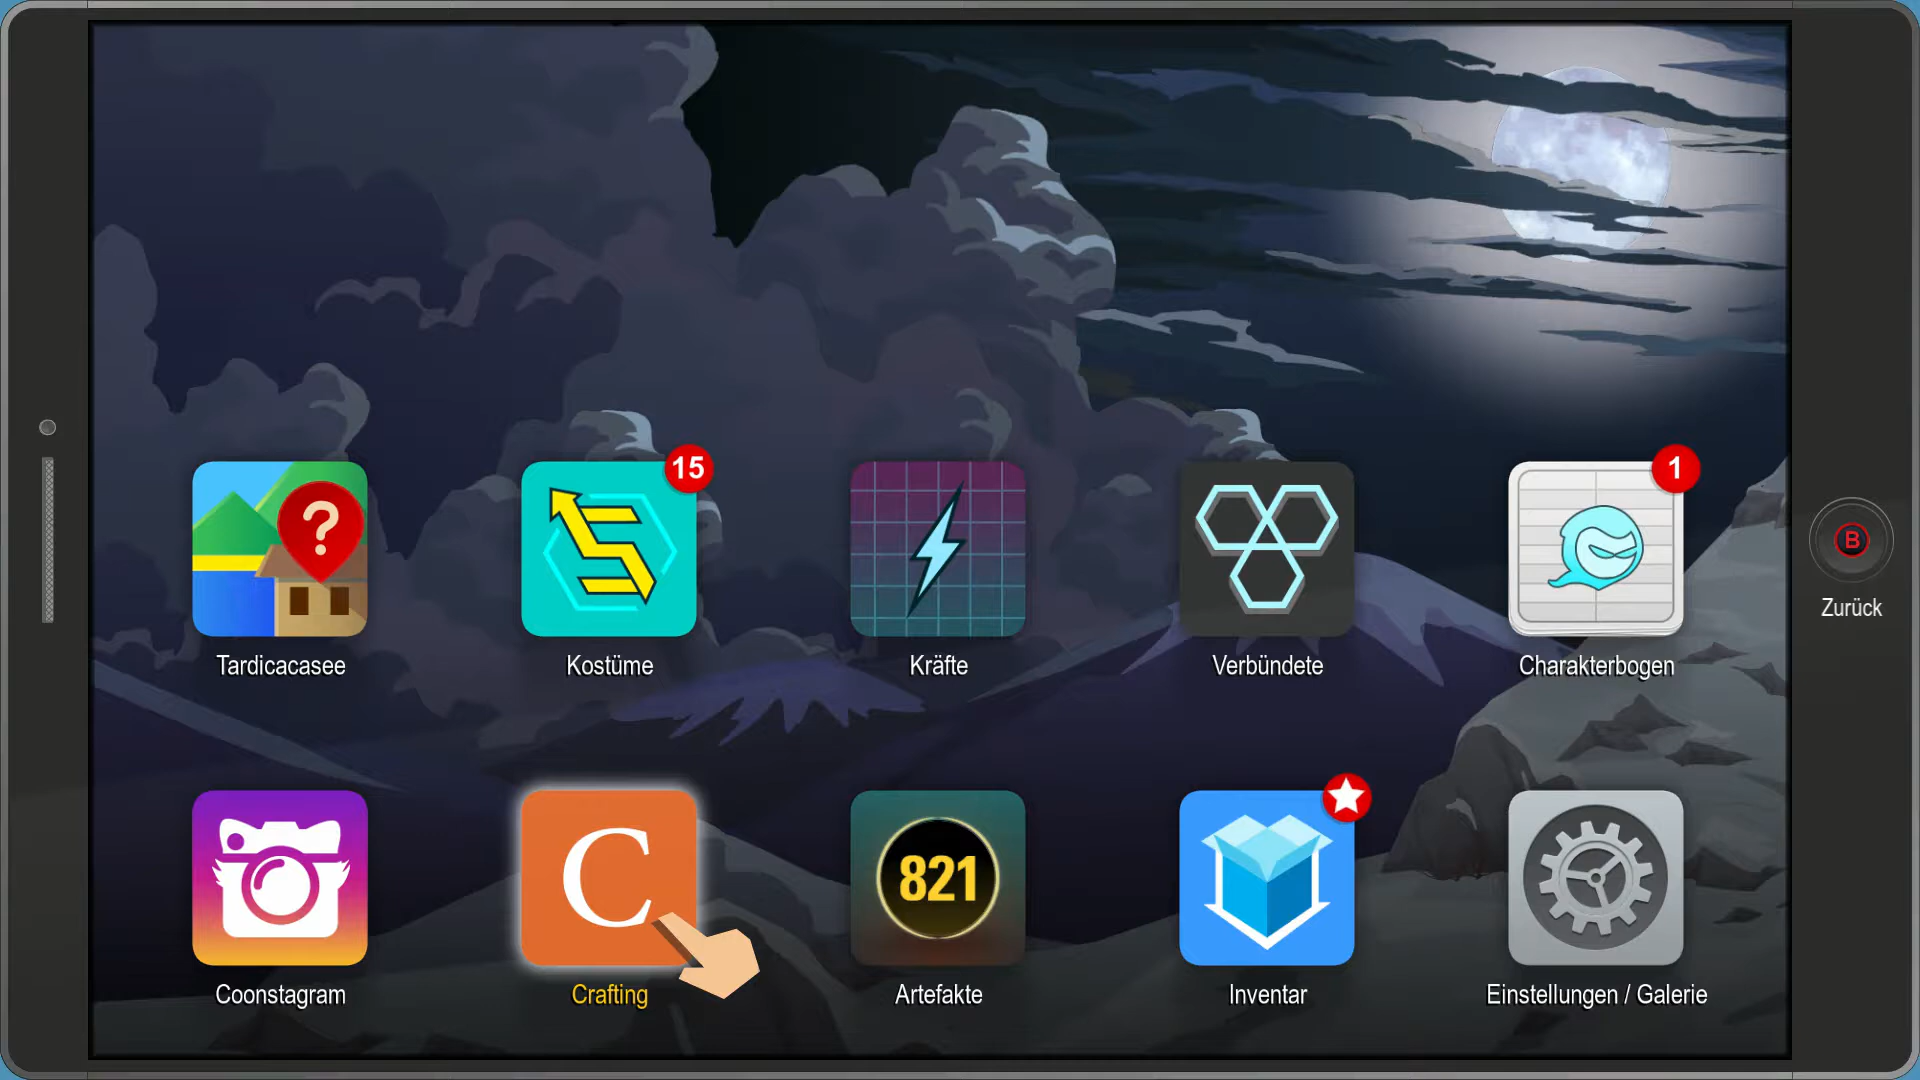 15
1
?
B
Zurück
Tardicacasee
Kostüme
Kräfte
Verbündete
Charakterbogen
C
821
Coonstagram
Crafting
Artefakte
Inventar
Einstellungen / Galerie